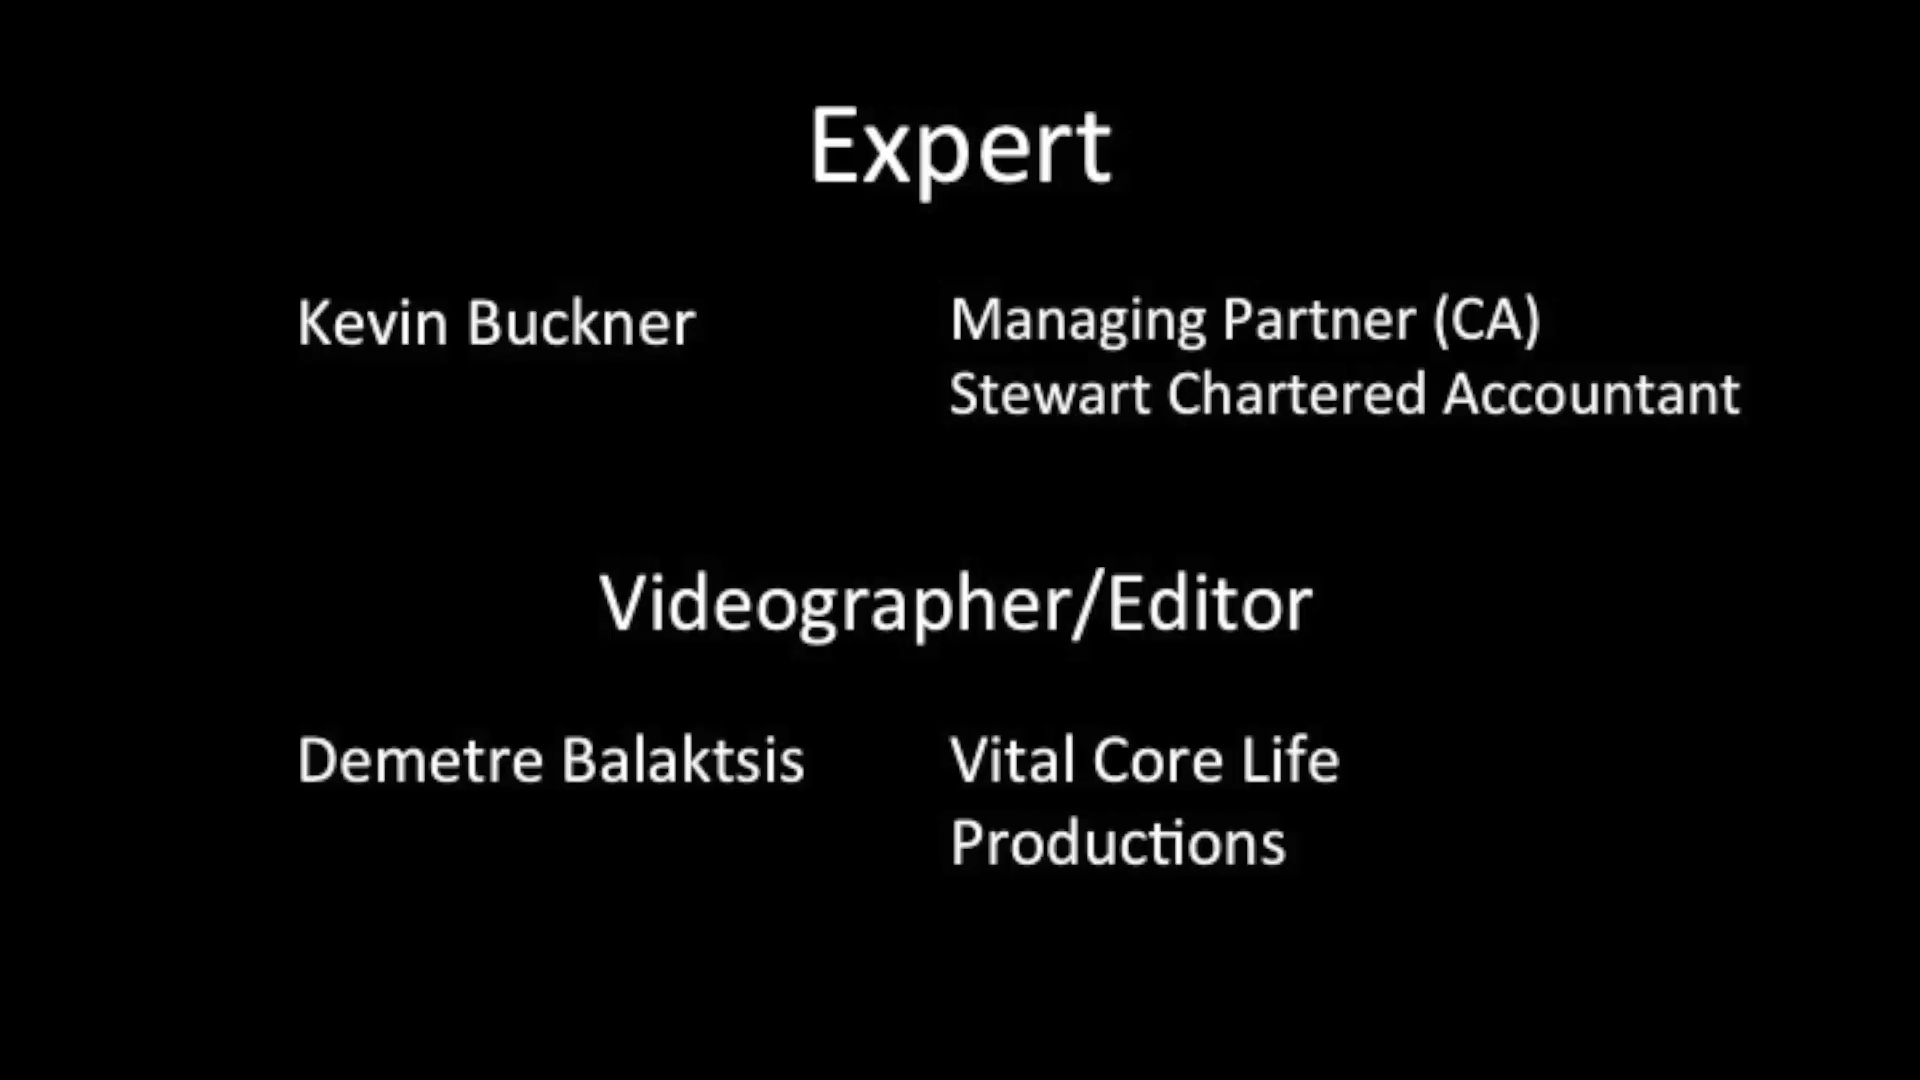 Expert
Kevin Buckner
Managing Partner (CA)
Stewart Chartered Accountant
Videographer/Editor
Demetre Balaktsis
Vital Core Life
Productions